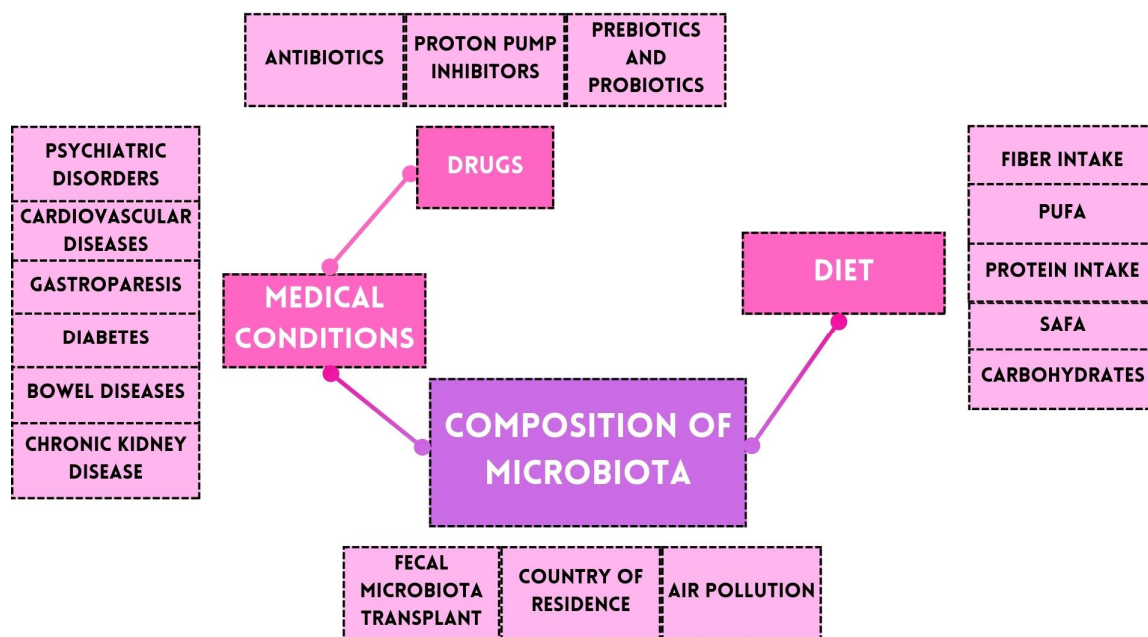 ANTIBIOTICS
PROTON PUMP
INHIBITORS
PREBIOTICS
AND
PROBIOTICS
DRUGS
PSYCHIATRIC
DISORDERS
CARDIOVASCULAR
DISEASES
GASTROPARESIS
DIABETES
BOWEL DISEASES
CHRONIC KIDNEY
DISEASE
MEDICAL
CONDITIONS
DIET
FIBER INTAKE
PUFA
PROTEIN INTAKE
SAFA
CARBOHYDRATES
COMPOSITION OF
MICROBIOTA
FECAL
MICROBIOTA
TRANSPLANT
COUNTRY OF
RESIDENCE
AIR POLLUTION